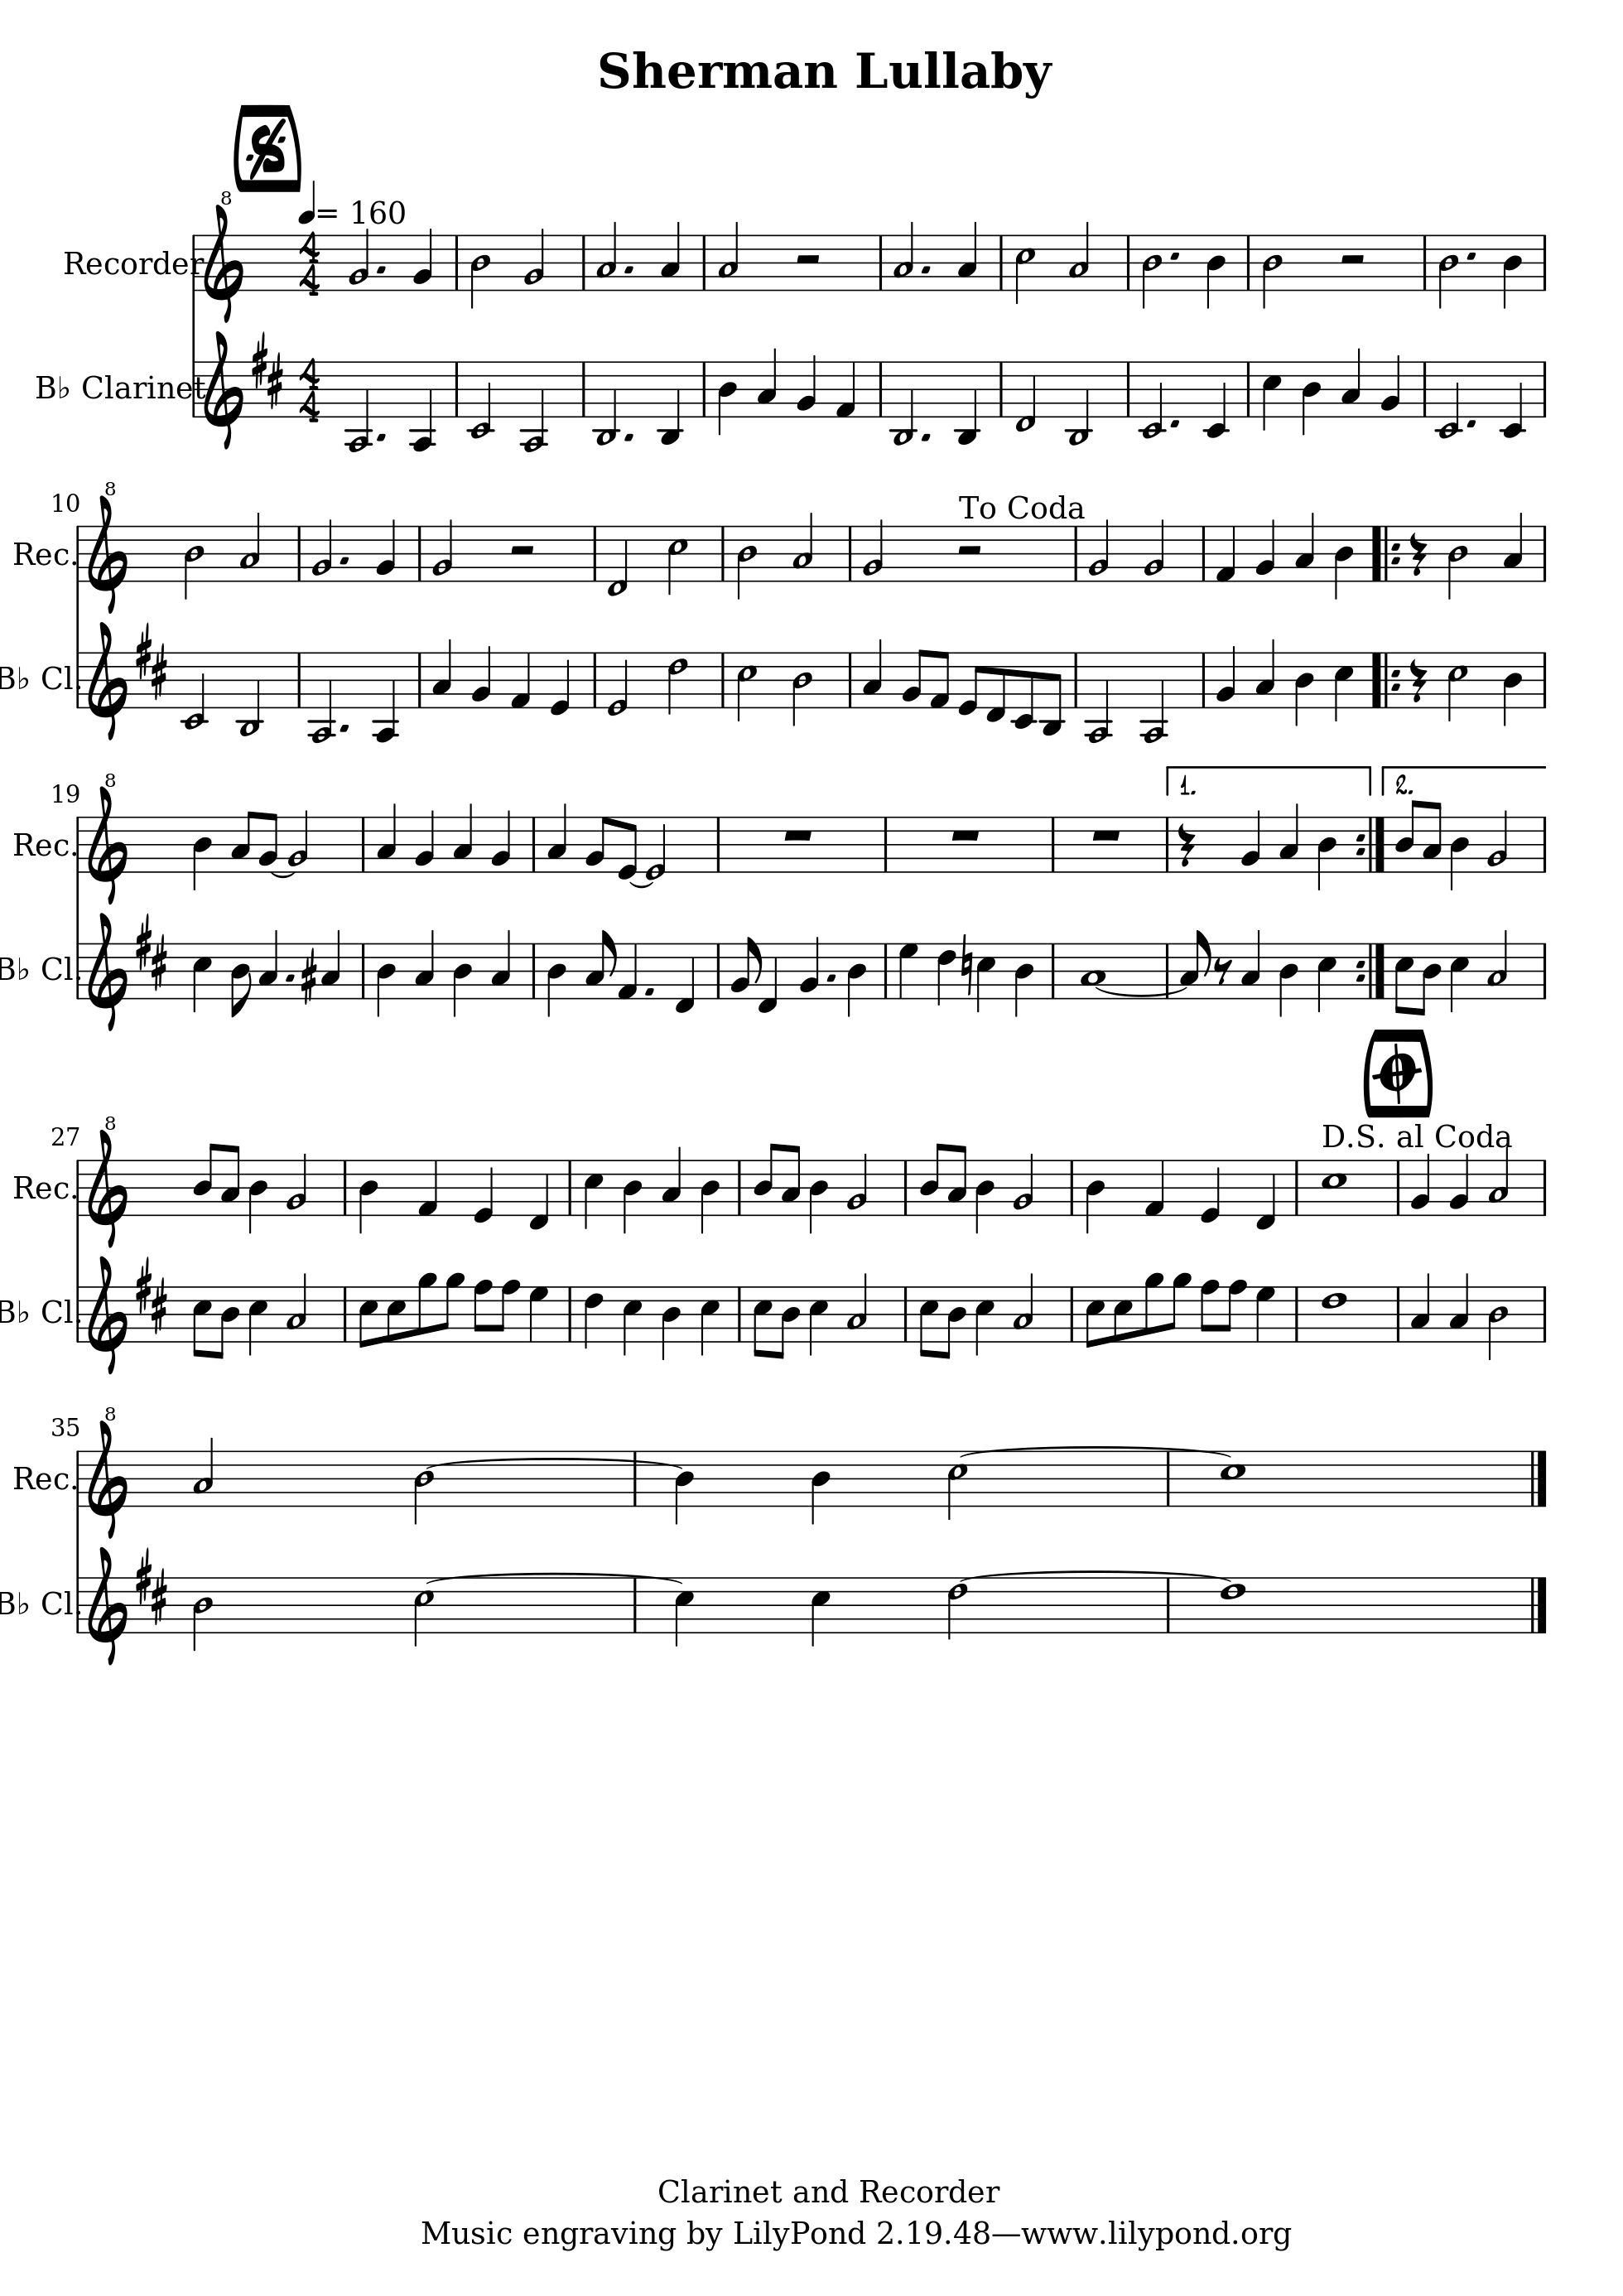 Sherman Lullaby
8
= 160
Recorder
4
4
B♭ Clarinet
4
4
10
8
To Coda
Rec.
B♭ Cl.
19
8
1.
2.
Rec.
B♭ Cl.
27
8
D.S. al Coda
Rec.
B♭ Cl.
35
8
Rec.
B♭ Cl.
Clarinet and Recorder
Music engraving by LilyPond 2.19.48—www.lilypond.org